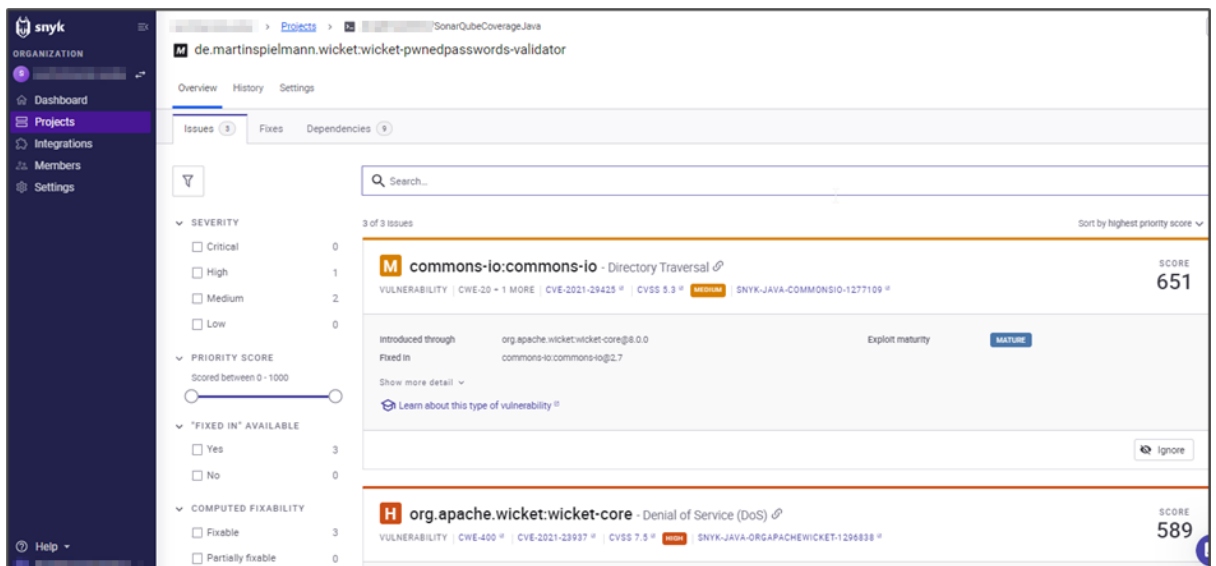 snyk
ORGANIZATION
S
Dashboard
Projects
Integrations
Members
Settings
Help
> Projects > /SonarQubeCoverageJava
M de.martinspielmann.wicket:wicket-pwnedpasswords-validator
Overview History Settings
Issues 3 Fixes Dependencies 9
Search...
SEVERITY
Critical 0
High 1
Medium 2
Low 0
PRIORITY SCORE
Scored between 0 - 1000
"FIXED IN" AVAILABLE
Yes 3
No 0
COMPUTED FIXABILITY
Fixable 3
Partially fixable 0
3 of 3 issues Sort by highest priority score
M commons-io:commons-io - Directory Traversal SCORE
VULNERABILITY | CWE-20 + 1 MORE | CVE-2021-29425 | CVSS 5.3 MEDIUM | SNYK-JAVA-COMMONSIO-1277109 651
Introduced through org.apache.wicket:wicket-core@8.0.0 Exploit maturity MATURE
Fixed in commons-io:commons-io@2.7
Show more detail
Learn about this type of vulnerability
Ignore
H org.apache.wicket:wicket-core - Denial of Service (DoS) SCORE
VULNERABILITY | CWE-400 | CVE-2021-23937 | CVSS 7.5 HIGH | SNYK-JAVA-ORGAPACHEWICKET-1296838 589